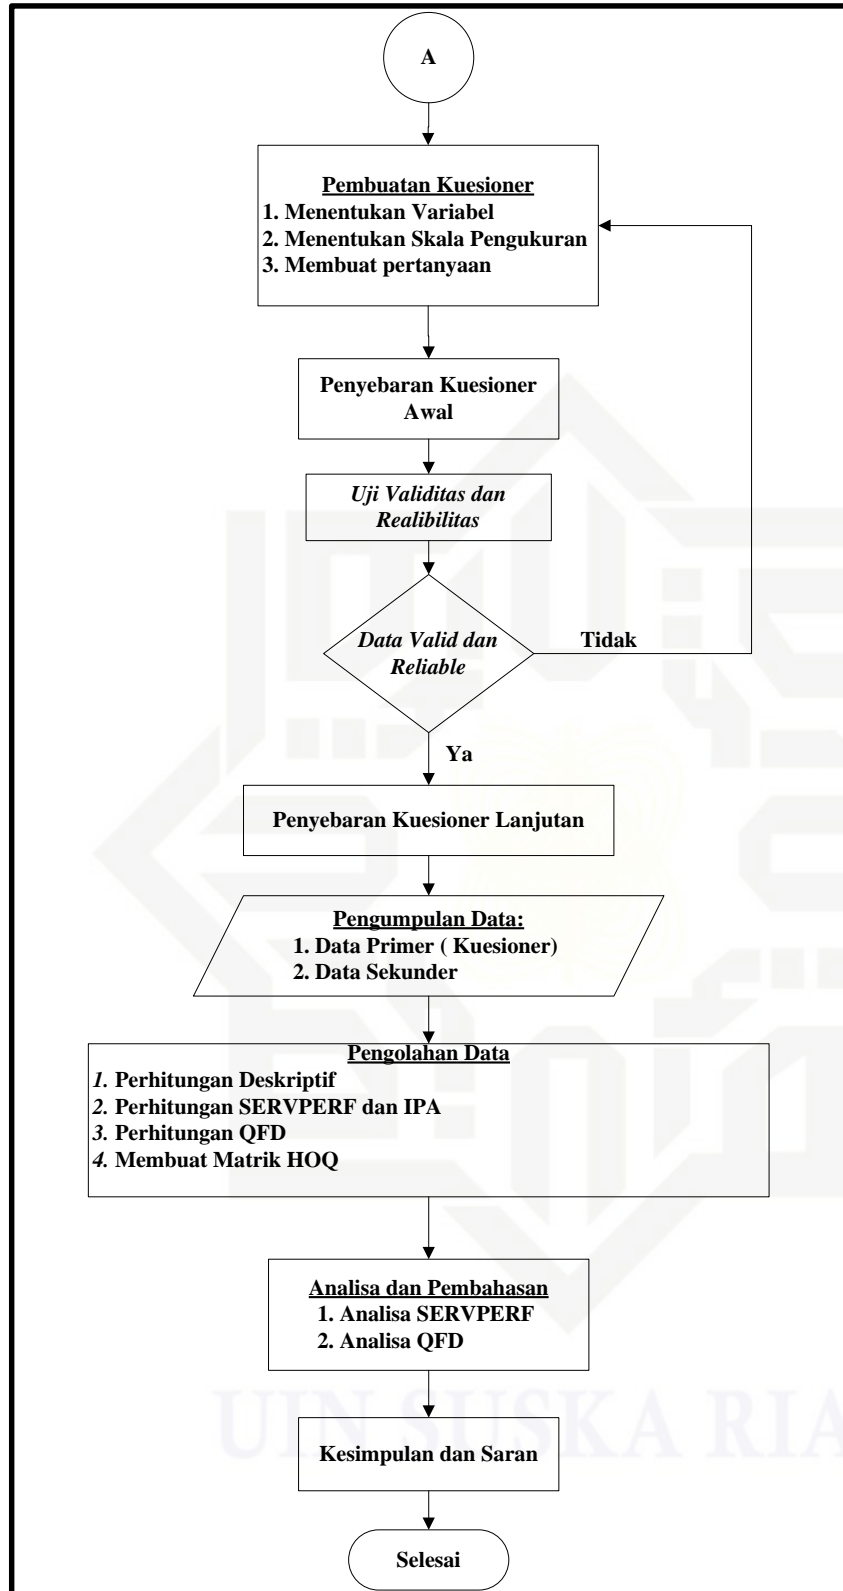 A
Pembuatan Kuesioner
1. Menentukan Variabel
2. Menentukan Skala Pengukuran
3. Membuat pertanyaan
Penyebaran Kuesioner
Awal
Uji Validitas dan
Realibilitas
Data Valid dan
Reliable
Tidak
Ya
Penyebaran Kuesioner Lanjutan
Pengumpulan Data:
1. Data Primer ( Kuesioner)
2. Data Sekunder
Pengolahan Data
1. Perhitungan Deskriptif
2. Perhitungan SERVPERF dan IPA
3. Perhitungan QFD
4. Membuat Matrik HOQ
Analisa dan Pembahasan
1. Analisa SERVPERF
2. Analisa QFD
UIN SUSKA RIA
Kesimpulan dan Saran
Selesai